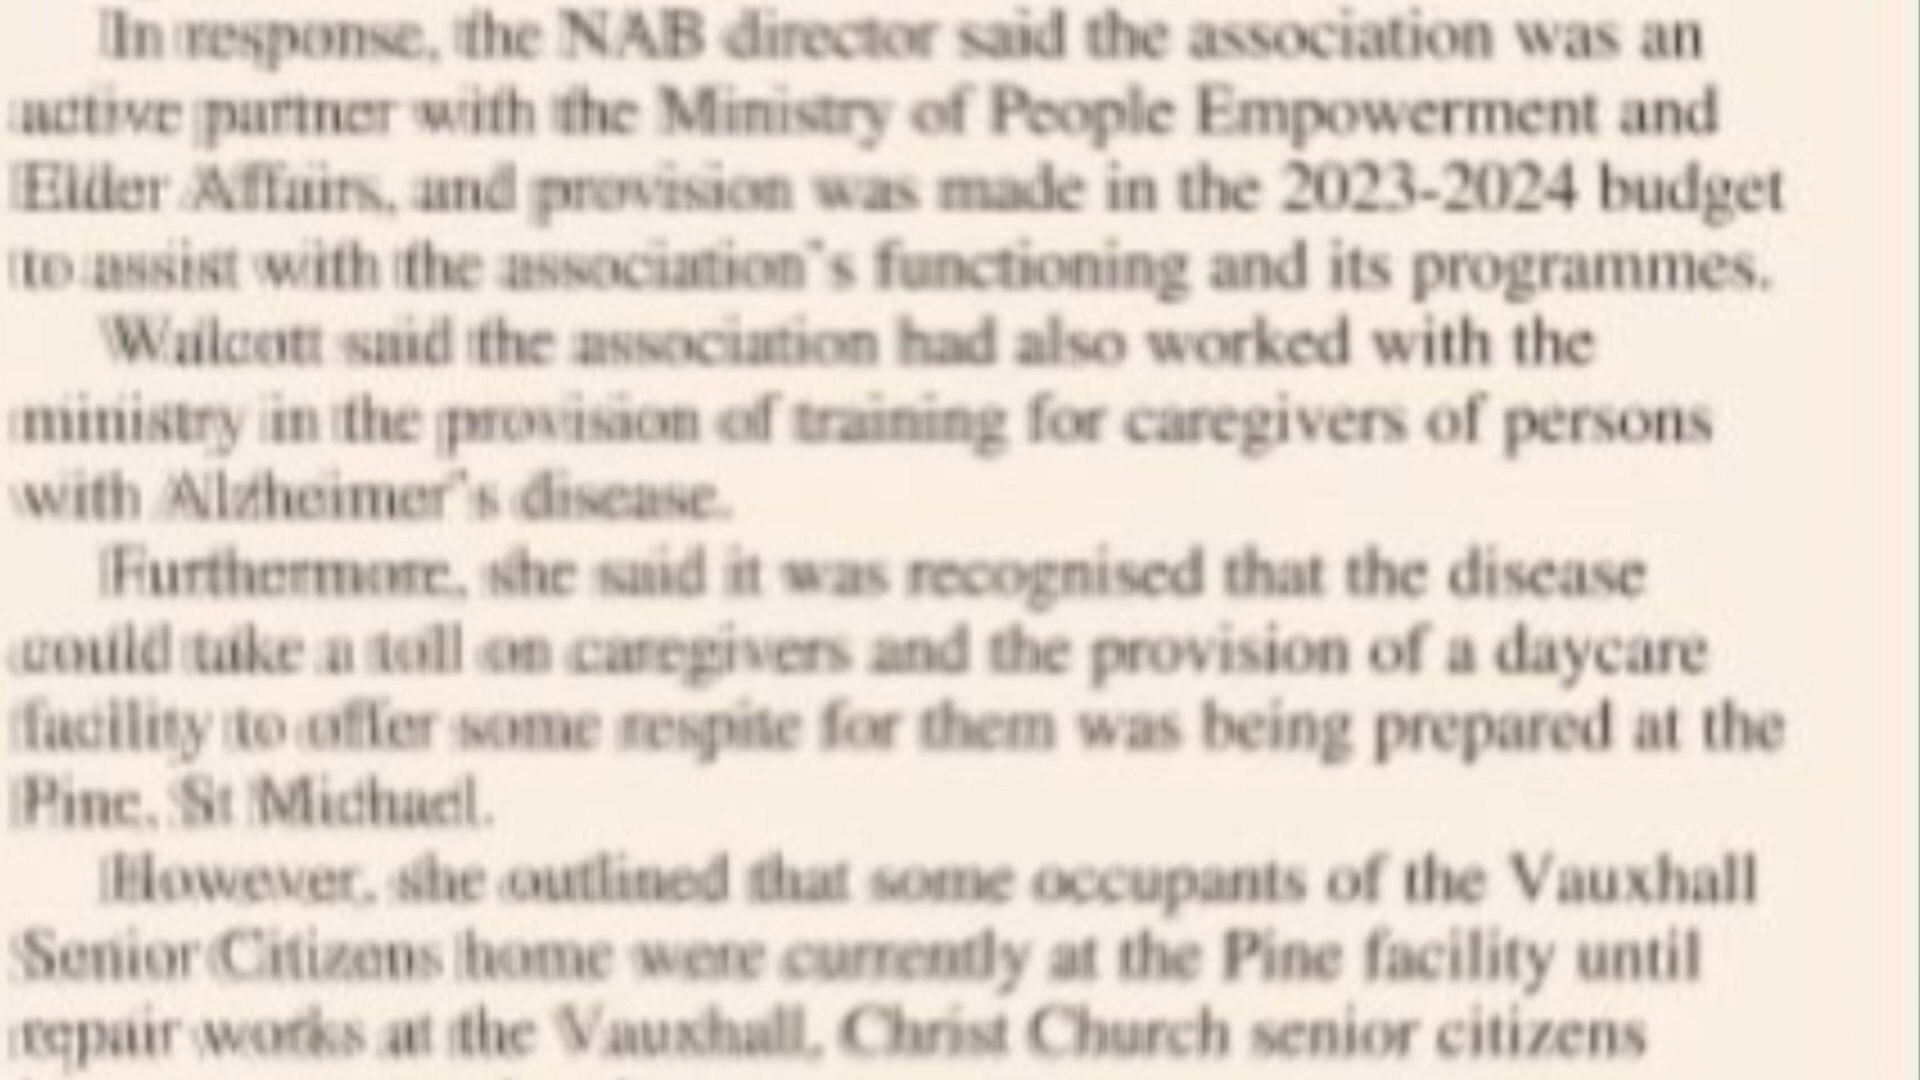 In response, the NAB director said the association was an
active partner with the Ministry of People Empowerment and
Elder Affairs, and provision was made in the 2023-2024 budget
to assist with the association's functioning and its programmes.
Walcott said the association had also worked with the
ministry in the provision of training for caregivers of persons
with Alzheimer's disease.
Furthermore, she said it was recognised that the disease
could take a toll on caregivers and the provision of a daycare
facility to offer some respite for them was being prepared at the
Pine, St Michael.
However, she outlined that some occupants of the Vauxhall
Senior Citizens home were currently at the Pine facility until
repair works at the Vauxhall, Christ Church senior citizens